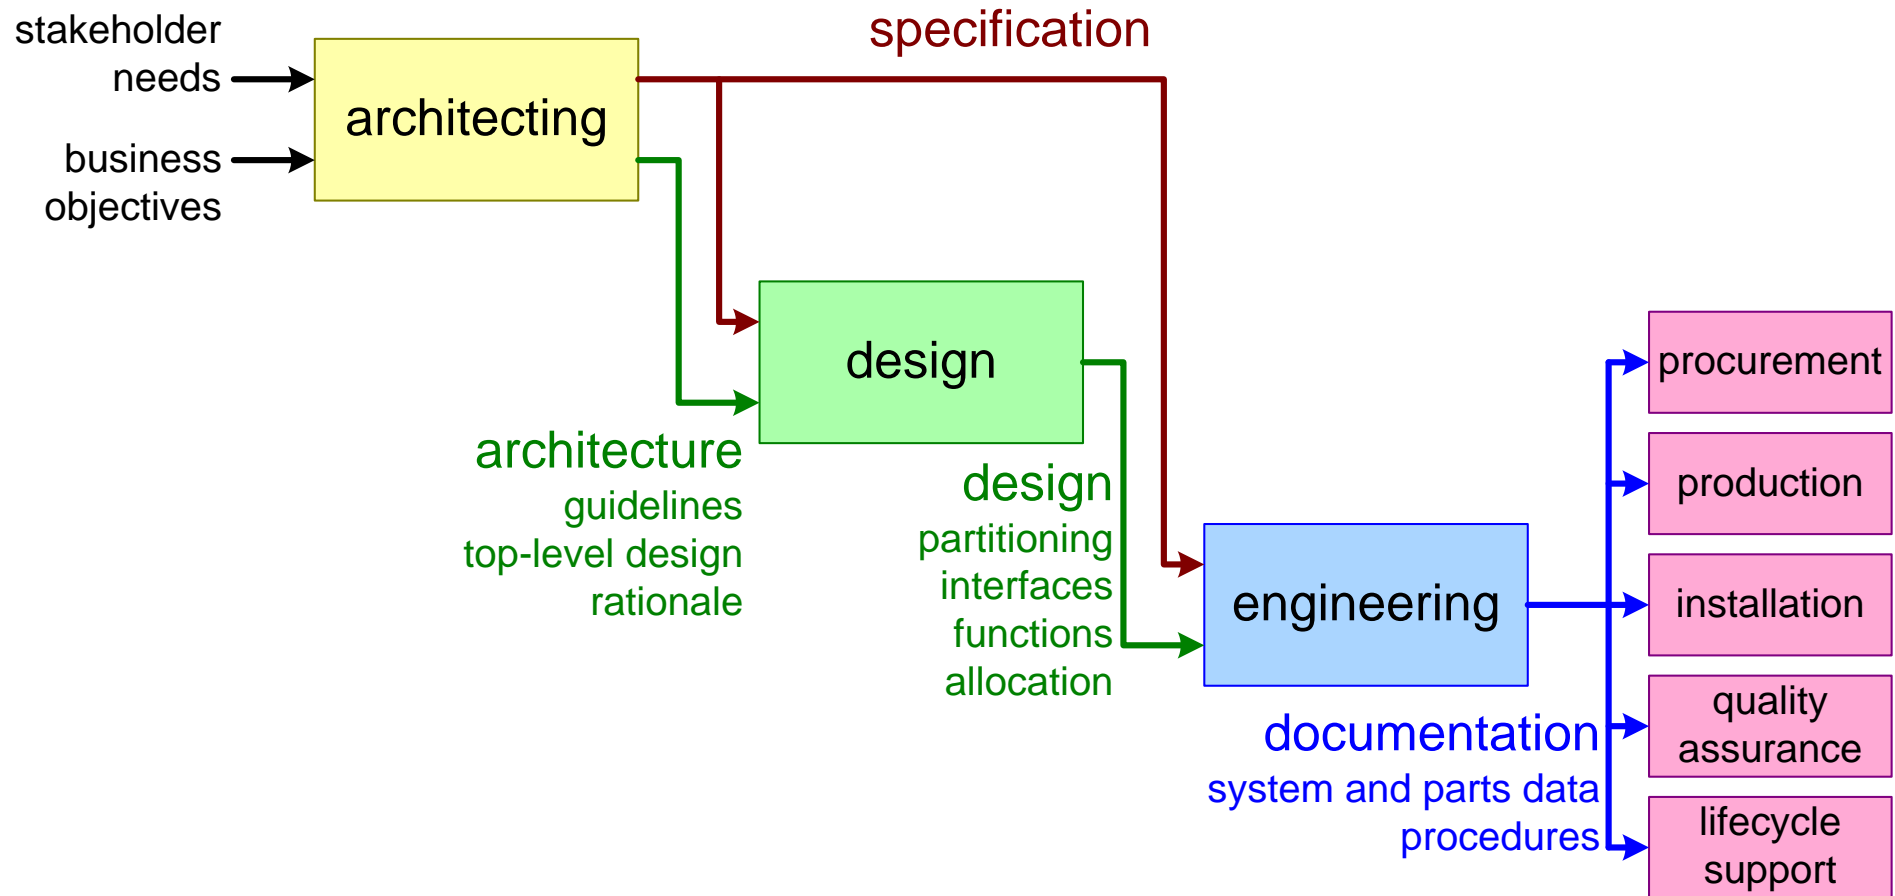 stakeholder
needs
business
objectives
architecting
specification
design
architecture
guidelines
top-level design
rationale
design
partitioning
interfaces
functions
allocation
engineering
documentation
system and parts data
procedures
procurement
production
installation
quality
assurance
lifecycle
support